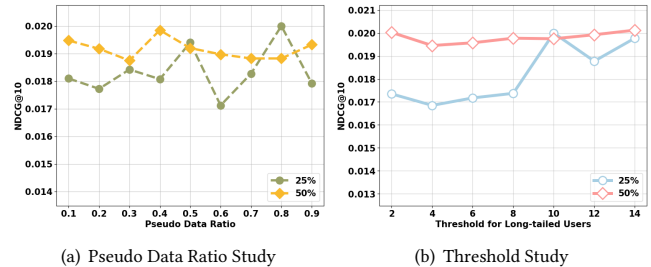 NDCG@10
0.020
0.019
0.018
0.017
0.016
0.015
0.014
0.1 0.2 0.3 0.4 0.5 0.6 0.7 0.8 0.9
Pseudo Data Ratio
25%
50%
(a) Pseudo Data Ratio Study
NDCG@10
0.021
0.020
0.019
0.018
0.017
0.016
0.015
0.014
0.013
2 4 6 8 10 12 14
Threshold for Long-tailed Users
25%
50%
(b) Threshold Study